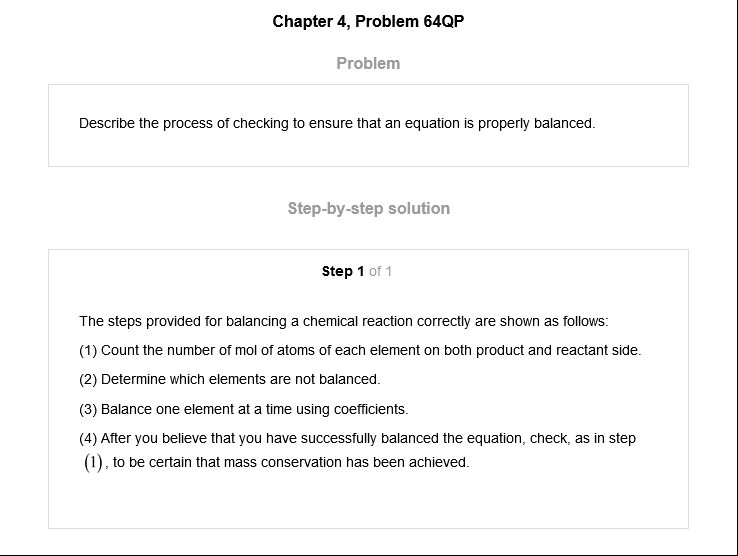 Chapter 4, Problem 64QP
Problem
Describe the process of checking to ensure that an equation is properly balanced.
Step-by-step solution
Step 1 of 1
The steps provided for balancing a chemical reaction correctly are shown as follows:
(1) Count the number of mol of atoms of each element on both product and reactant side.
(2) Determine which elements are not balanced.
(3) Balance one element at a time using coefficients.
(4) After you believe that you have successfully balanced the equation, check, as in step
(1), to be certain that mass conservation has been achieved.